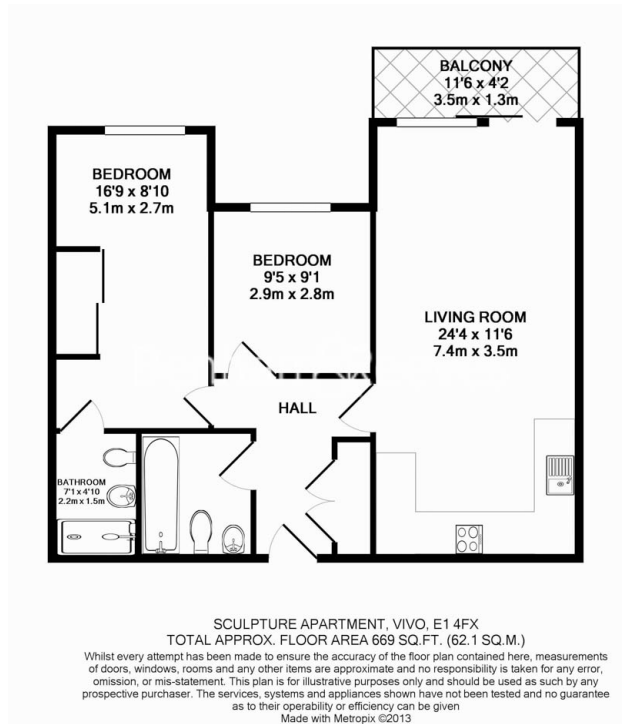 BALCONY
11'6 x 4'2
3.5m x 1.3m
BEDROOM
16'9 x 8'10
5.1m x 2.7m
BEDROOM
9'5 x 9'1
2.9m x 2.8m
LIVING ROOM
24'4 x 11'6
7.4m x 3.5m
HALL
BATHROOM
7'1 x 4'10
2.2m x 1.5m
SCULPTURE APARTMENT, VIVO, E1 4FX
TOTAL APPROX. FLOOR AREA 669 SQ.FT. (62.1 SQ.M.)
Whilst every attempt has been made to ensure the accuracy of the floor plan contained here, measurements
of doors, windows, rooms and any other items are approximate and no responsibility is taken for any error,
omission, or mis-statement. This plan is for illustrative purposes only and should be used as such by any
prospective purchaser. The services, systems and appliances shown have not been tested and no guarantee
as to their operability or efficiency can be given
Made with Metropix ©2013